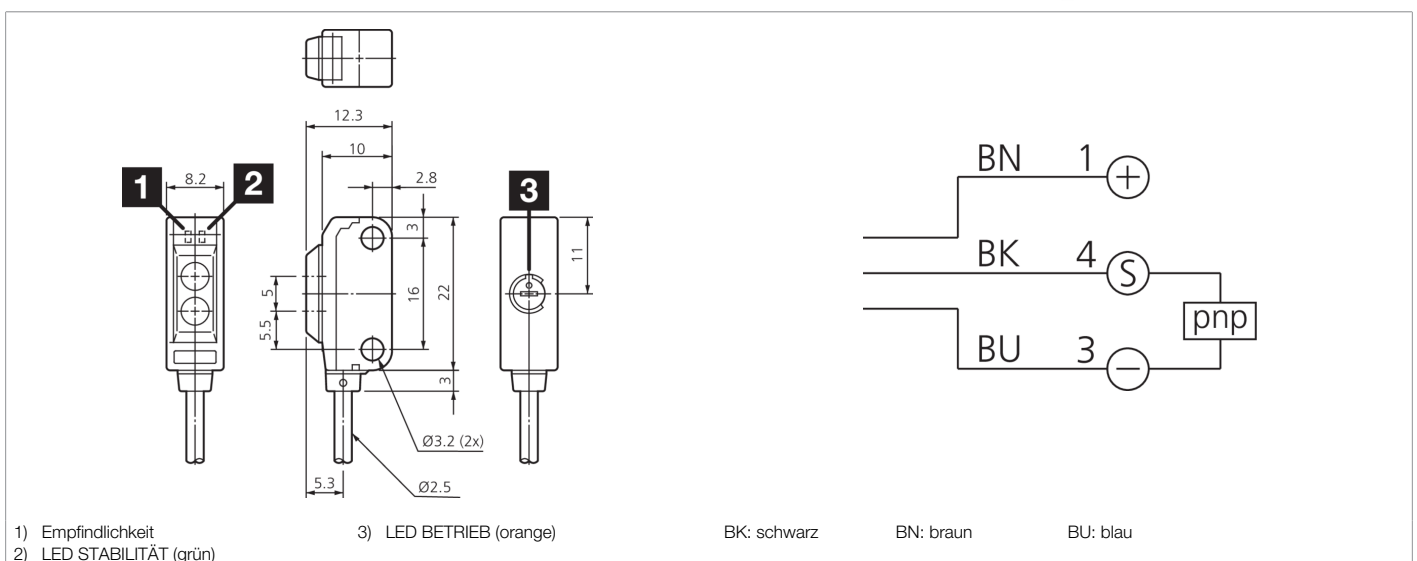 12.3
10
2.8
1
8.2
2
3
3
11
5
16
22
5.5
3
Ø3.2 (2x)
5.3
Ø2.5
BN 1 +
BK 4 S
pnp
BU 3 −
1) Empfindlichkeit
2) LED STABILITÄT (grün)
3) LED BETRIEB (orange)
BK: schwarz
BN: braun
BU: blau